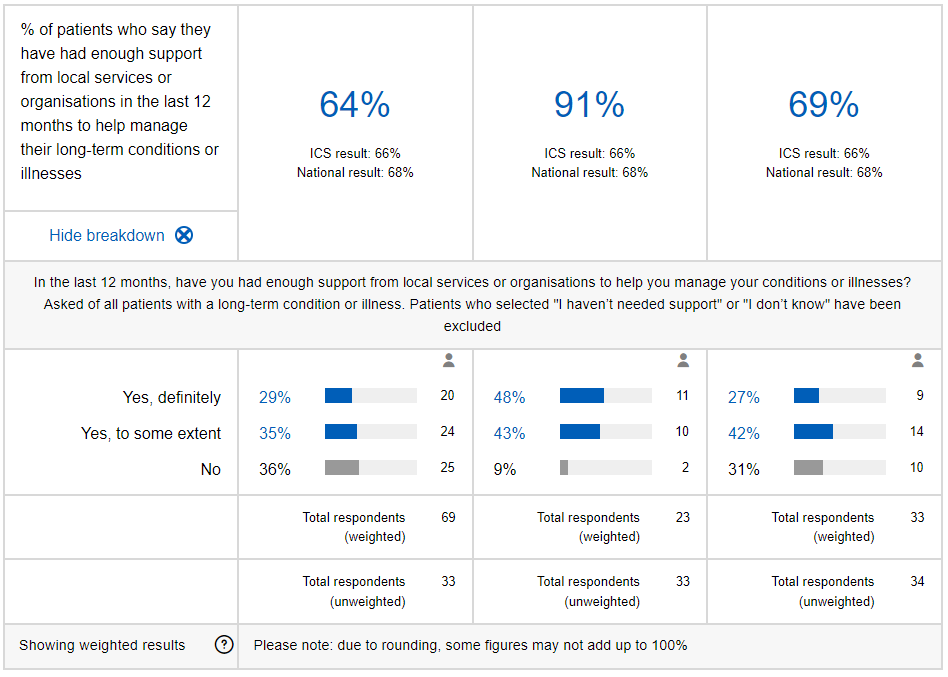 % of patients who say they
have had enough support
from local services or
organisations in the last 12
months to help manage
their long-term conditions or
illnesses
64%
ICS result: 66%
National result: 68%
91%
ICS result: 66%
National result: 68%
69%
ICS result: 66%
National result: 68%
Hide breakdown
In the last 12 months, have you had enough support from local services or organisations to help you manage your conditions or illnesses?
Asked of all patients with a long-term condition or illness. Patients who selected "I haven’t needed support" or "I don’t know" have been
excluded
Yes, definitely 29% 20 48% 11 27% 9
Yes, to some extent 35% 24 43% 10 42% 14
No 36% 25 9% 2 31% 10
Total respondents 69 Total respondents 23 Total respondents 33
(weighted) (weighted) (weighted)
Total respondents 33 Total respondents 33 Total respondents 34
(unweighted) (unweighted) (unweighted)
Showing weighted results ? Please note: due to rounding, some figures may not add up to 100%